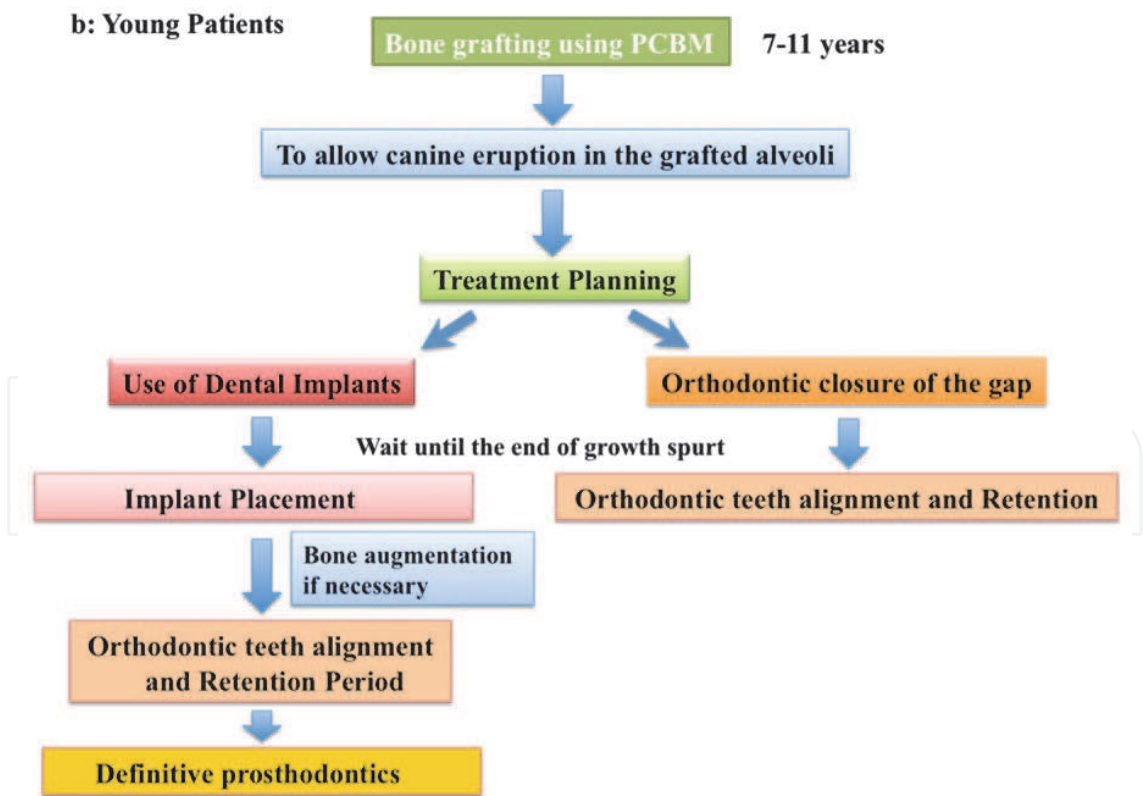 b: Young Patients
Bone grafting using PCBM
7-11 years
To allow canine eruption in the grafted alveoli
Treatment Planning
Use of Dental Implants
Orthodontic closure of the gap
Wait until the end of growth spurt
Implant Placement
Orthodontic teeth alignment and Retention
Bone augmentation
if necessary
Orthodontic teeth alignment
and Retention Period
Definitive prosthodontics